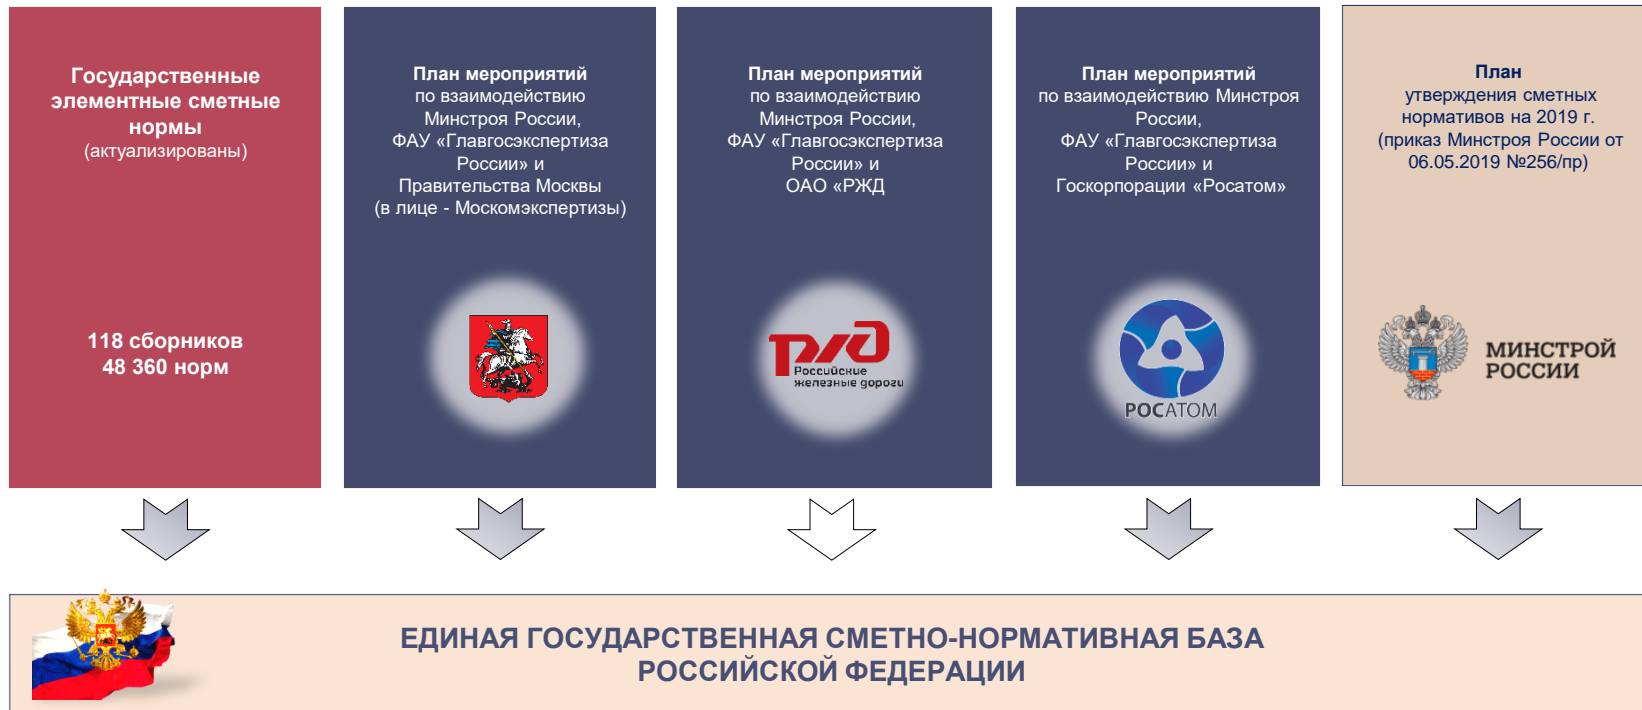 Государственные
элементные сметные
нормы
(актуализированы)
118 сборников
48 360 норм
План мероприятий
по взаимодействию
Минстроя России,
ФАУ «Главгосэкспертиза
России» и
Правительства Москвы
(в лице - Москомэкспертизы)
План мероприятий
по взаимодействию
Минстроя России,
ФАУ «Главгосэкспертиза
России» и
ОАО «РЖД
РЖД
Российские
железные дороги
План мероприятий
по взаимодействию Минстроя
России,
ФАУ «Главгосэкспертиза
России» и
Госкорпорации «Росатом»
РОСАТОМ
План
утверждения сметных
нормативов на 2019 г.
(приказ Минстроя России от
06.05.2019 №256/пр)
МИНСТРОЙ
РОССИИ
ЕДИНАЯ ГОСУДАРСТВЕННАЯ СМЕТНО-НОРМАТИВНАЯ БАЗА
РОССИЙСКОЙ ФЕДЕРАЦИИ